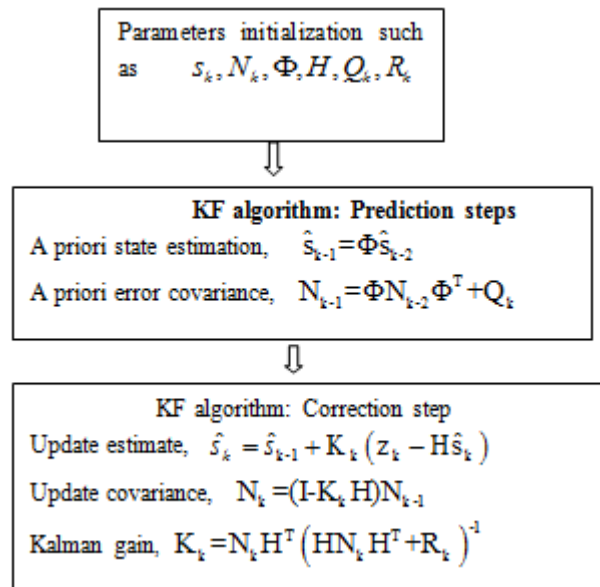 Parameters initialization such
as s_k, N_k, Φ, H, Q_k, R_k
KF algorithm: Prediction steps
A priori state estimation, ŝ_{k-1}=Φŝ_{k-2}
A priori error covariance, N_{k-1}=ΦN_{k-2}Φ^T+Q_k
KF algorithm: Correction step
Update estimate, ŝ_k = ŝ_{k-1} + K_k(z_k − Hŝ_k)
Update covariance, N_k=(I-K_k H)N_{k-1}
Kalman gain, K_k=N_kH^T(HN_kH^T+R_k)^{-1}